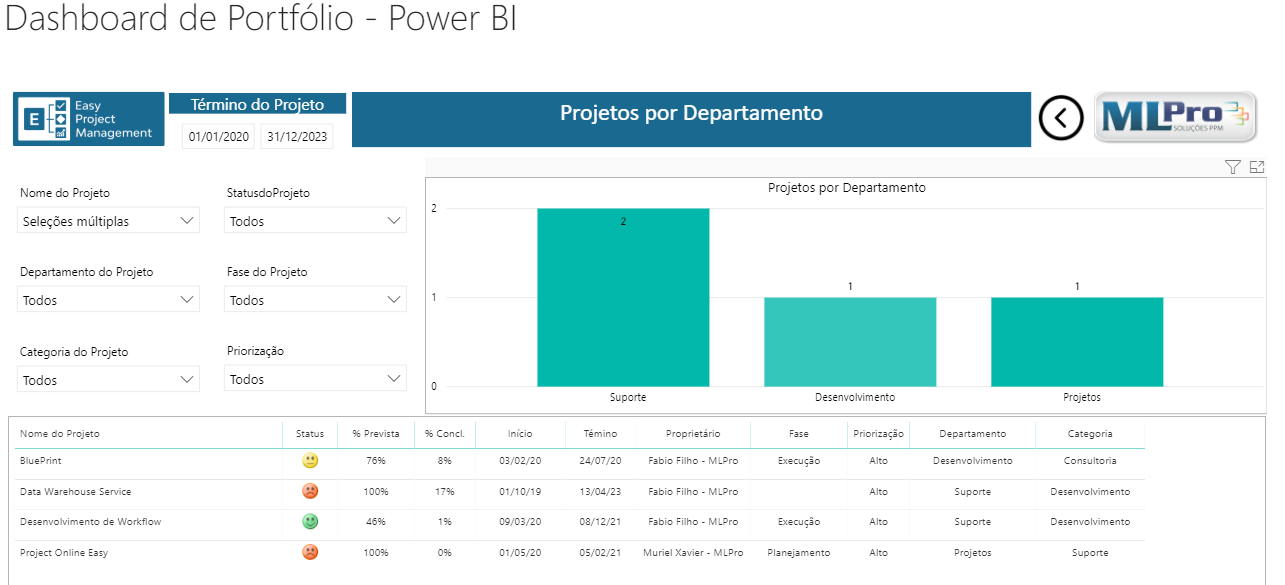 Dashboard de Portfólio - Power BI
E
Easy
Project
Management
Término do Projeto
01/01/2020 31/12/2023
Projetos por Departamento
MLPro
SOLUÇÕES PPM
Nome do Projeto StatusdoProjeto
Seleções múltiplas Todos
Departamento do Projeto Fase do Projeto
Todos Todos
Categoria do Projeto Priorização
Todos Todos
Projetos por Departamento
2
2
1
1
1
0
Suporte Desenvolvimento Projetos
Nome do Projeto Status % Prevista % Concl. Início Témino Proprietário Fase Priorização Departamento Categoria
BluePrint 76% 8% 03/02/20 24/07/20 Fabio Filho - MLPro Execução Alto Desenvolvimento Consultoria
Data Warehouse Service 100% 17% 01/10/19 13/04/23 Fabio Filho - MLPro Alto Suporte Desenvolvimento
Desenvolvimento de Workflow 46% 1% 09/03/20 08/12/21 Fabio Filho - MLPro Execução Alto Suporte Desenvolvimento
Project Online Easy 100% 0% 01/05/20 05/02/21 Muriel Xavier - MLPro Planejamento Alto Projetos Suporte